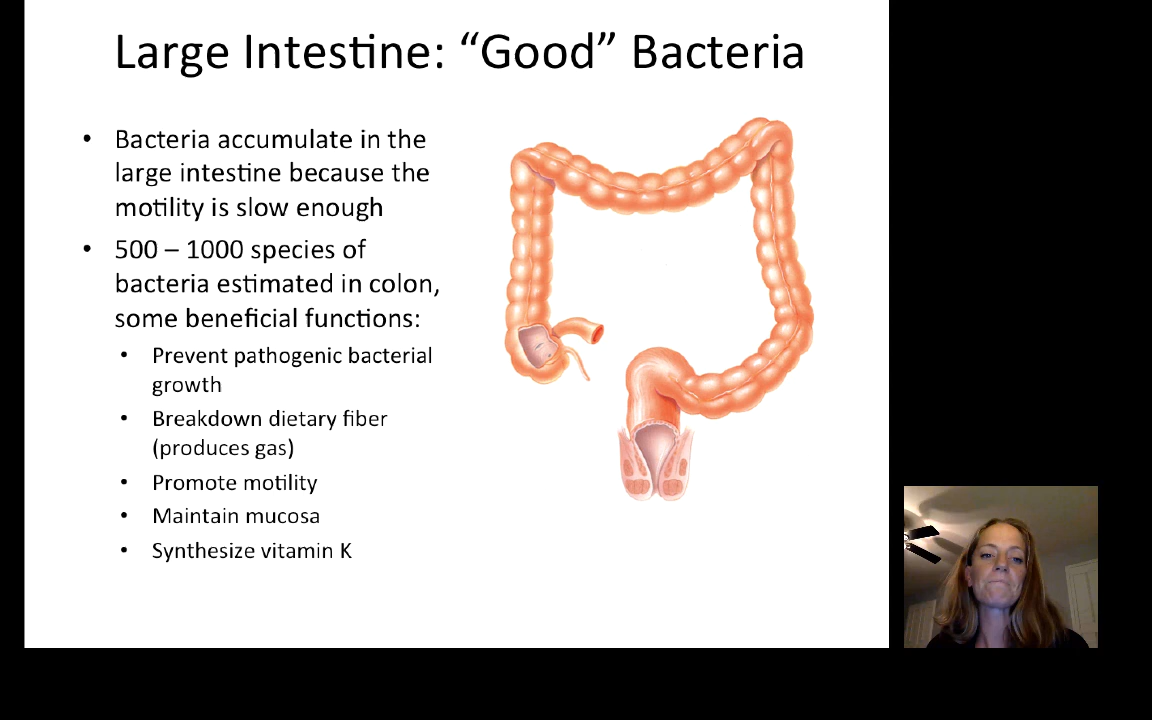 Large Intestine: “Good” Bacteria
• Bacteria accumulate in the
large intestine because the
motility is slow enough
• 500 – 1000 species of
bacteria estimated in colon,
some beneficial functions:
• Prevent pathogenic bacterial
growth
• Breakdown dietary fiber
(produces gas)
• Promote motility
• Maintain mucosa
• Synthesize vitamin K